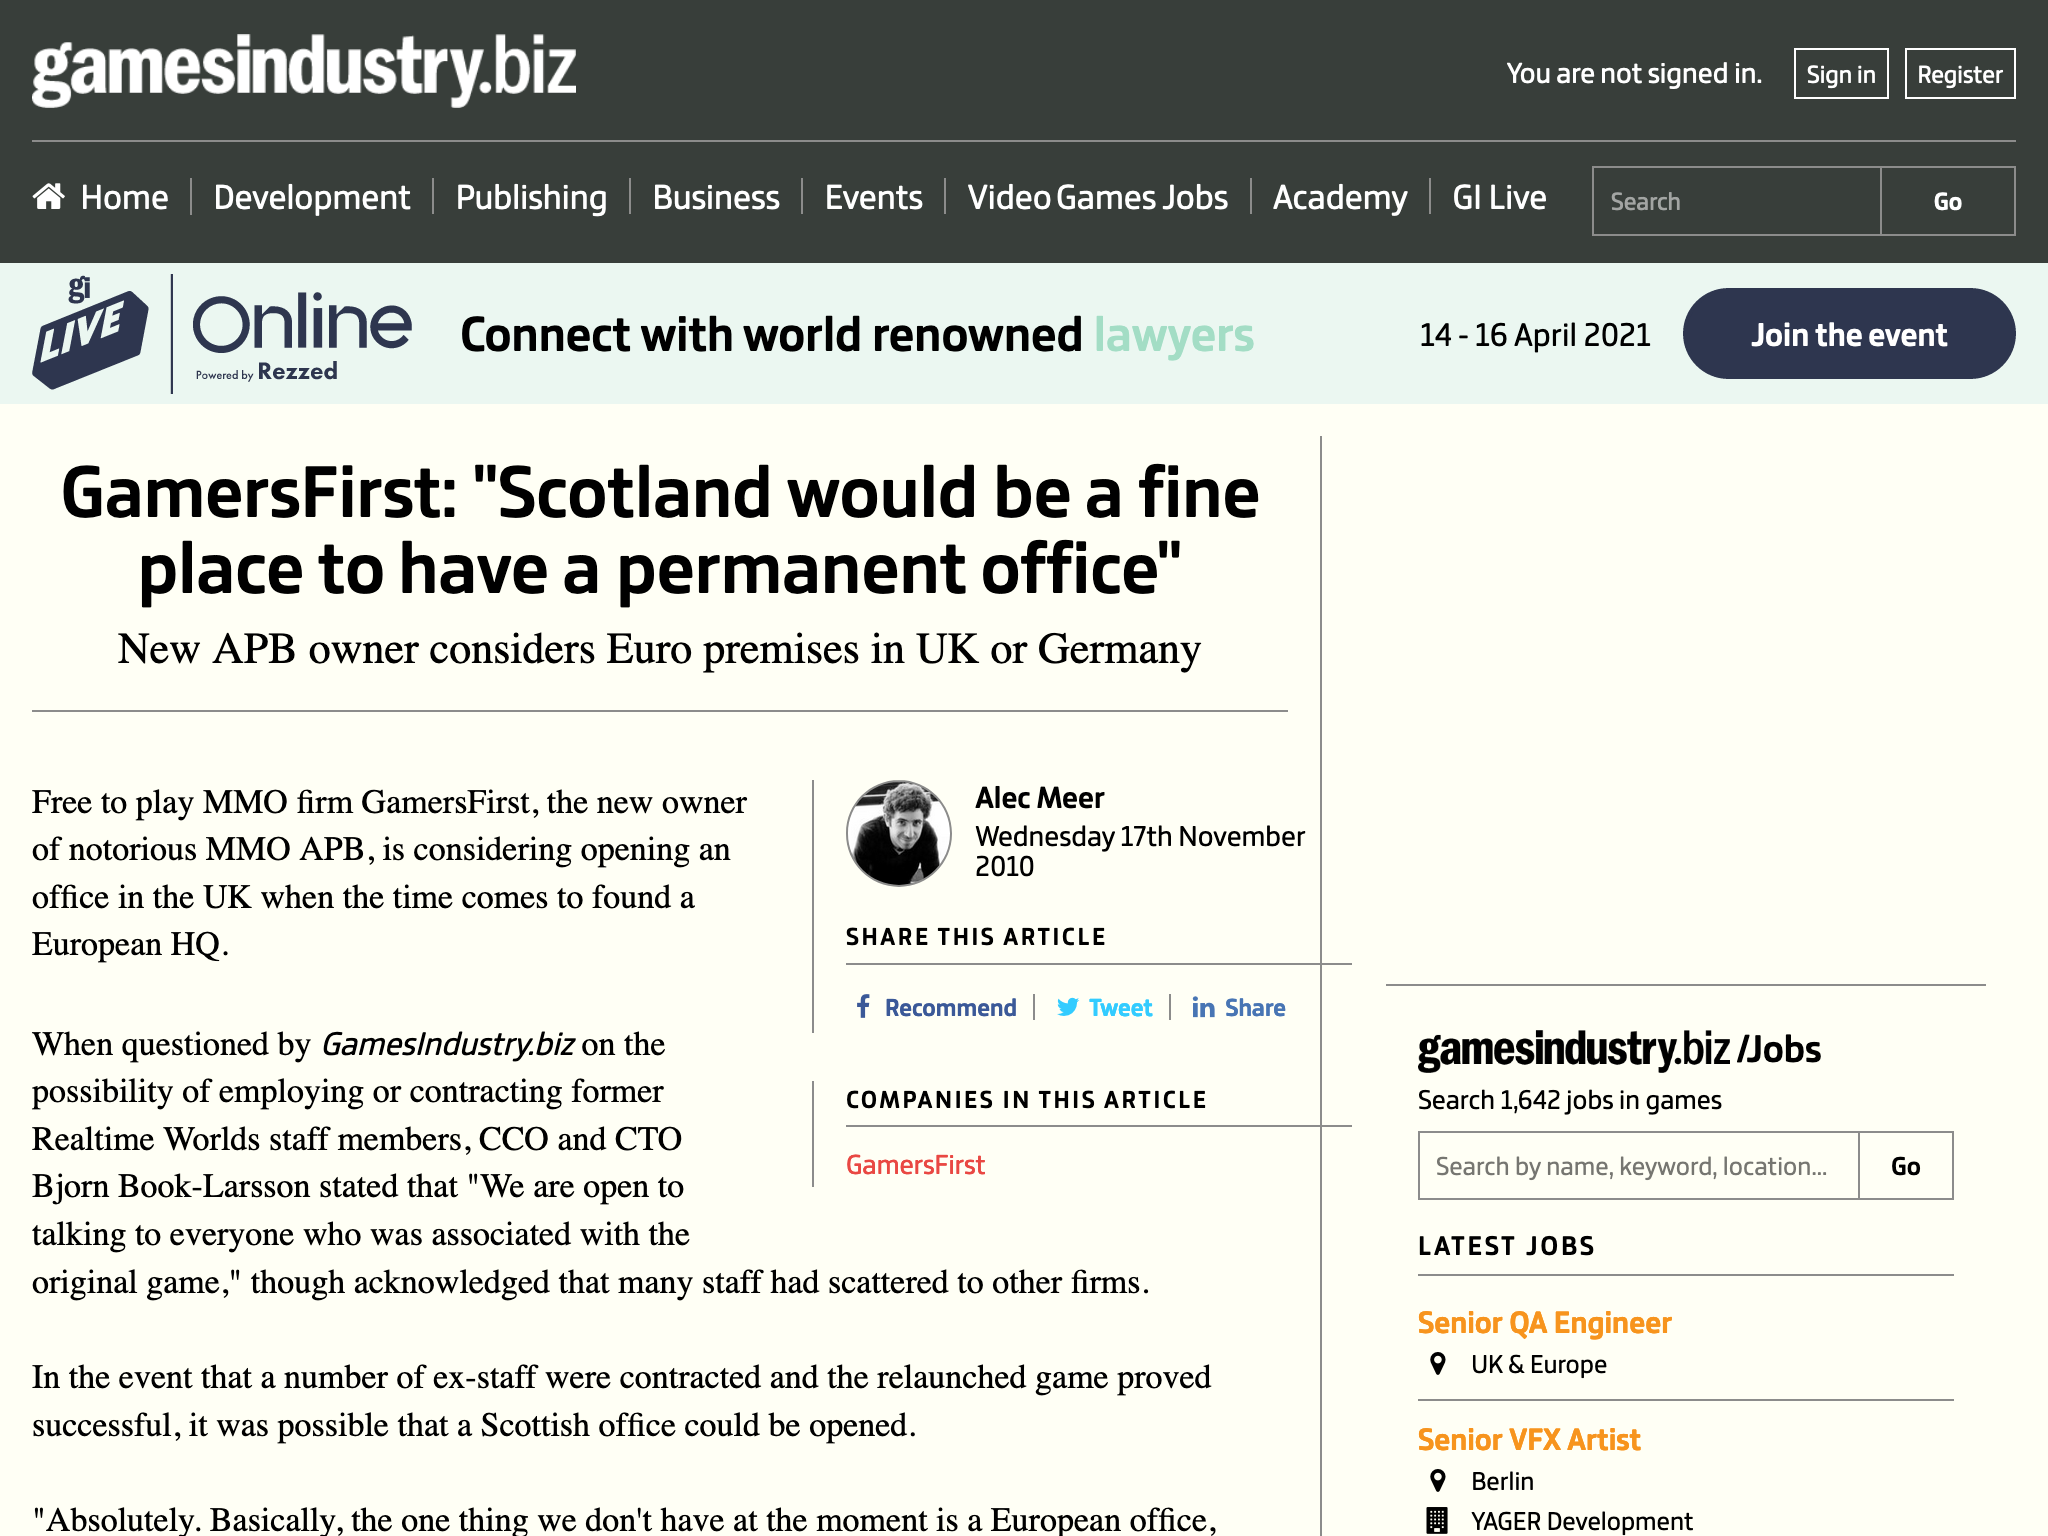 gamesindustry.biz
You are not signed in.
Sign in
Register
Home
Development
Publishing
Business
Events
Video Games Jobs
Academy
GI Live
Search
Go
gi
LIVE
Online
Powered by Rezzed
Connect with world renowned lawyers
14 - 16 April 2021
Join the event
GamersFirst: "Scotland would be a fine
place to have a permanent office"
New APB owner considers Euro premises in UK or Germany
Free to play MMO firm GamersFirst, the new owner
of notorious MMO APB, is considering opening an
office in the UK when the time comes to found a
European HQ.
When questioned by GamesIndustry.biz on the
possibility of employing or contracting former
Realtime Worlds staff members, CCO and CTO
Bjorn Book-Larsson stated that "We are open to
talking to everyone who was associated with the
original game," though acknowledged that many staff had scattered to other firms.
In the event that a number of ex-staff were contracted and the relaunched game proved
successful, it was possible that a Scottish office could be opened.
"Absolutely. Basically, the one thing we don't have at the moment is a European office,
Alec Meer
Wednesday 17th November
2010
SHARE THIS ARTICLE
Recommend
Tweet
Share
COMPANIES IN THIS ARTICLE
GamersFirst
gamesindustry.biz /Jobs
Search 1,642 jobs in games
Search by name, keyword, location...
Go
LATEST JOBS
Senior QA Engineer
UK & Europe
Senior VFX Artist
Berlin
YAGER Development